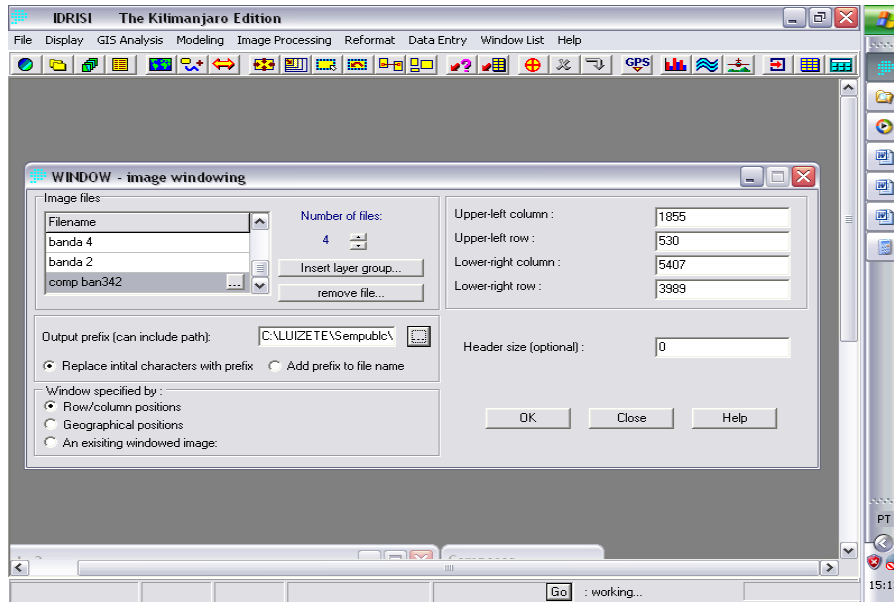 IDRISI The Kilimanjaro Edition
File Display GIS Analysis Modeling Image Processing Reformat Data Entry Window List Help
GPS
WINDOW - image windowing
Image files
Filename
banda 4
banda 2
comp ban342
...
Number of files:
4
Insert layer group...
remove file...
Upper-left column :
1855
Upper-left row :
530
Lower-right column :
5407
Lower-right row :
3989
Output prefix (can include path):
C:\LUIZETE\Sempublc\
Replace intital characters with prefix
Add prefix to file name
Header size (optional) :
0
Window specified by :
Row/column positions
Geographical positions
An exisiting windowed image:
OK
Close
Help
Composer
Go
: working...
PT